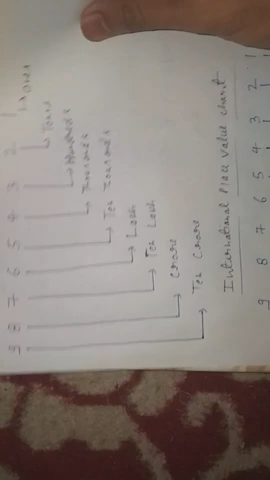 9 8 7 6 5 4 3 2 1
Ones
Tens
Hundreds
Thousands
Ten Thousands
Lakh
Ten Lakh
Crore
Ten Crore
International Place Value chart
9 8 7 6 5 4 3 2 1